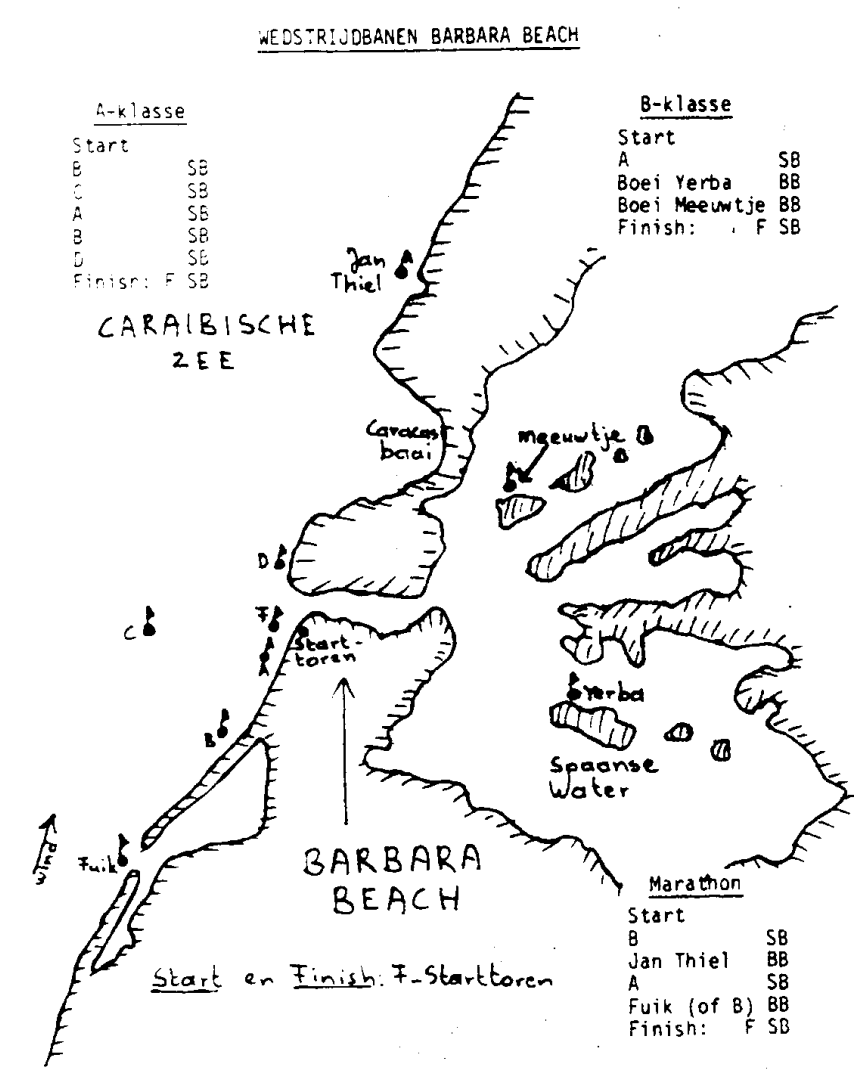 WEDSTRIJDBANEN BARBARA BEACH
A-klasse
Start
B SB
C SB
A SB
B SB
D SB
Finish: F SB
B-klasse
Start
A SB
Boei Yerba BB
Boei Meeuwtje BB
Finish: F SB
Jan
Thiel
CARAIBISCHE
ZEE
Caracas
baai
meeuwtje
D
C
F
Start-
toren
A
B
Yerba
Spaanse
Water
wind
Fuik
BARBARA
BEACH
Start en Finish: F-Starttoren
Marathon
Start
B SB
Jan Thiel BB
A SB
Fuik (of B) BB
Finish: F SB